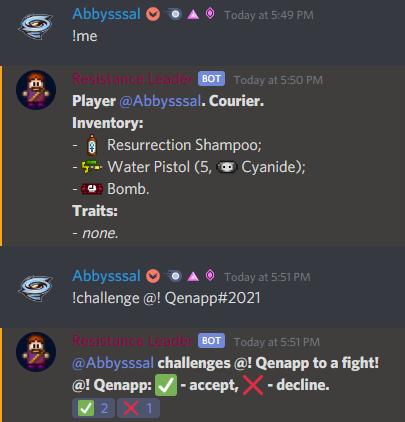 Abbysssal Today at 5:49 PM
!me
Resistance Leader BOT Today at 5:50 PM
Player @Abbysssal. Courier.
Inventory:
- Resurrection Shampoo;
- Water Pistol (5, Cyanide);
- Bomb.
Traits:
- none.
Abbysssal Today at 5:51 PM
!challenge @! Qenapp#2021
Resistance Leader BOT Today at 5:51 PM
@Abbysssal challenges @! Qenapp to a fight!
@! Qenapp: ✅ - accept, ❌ - decline.
✅ 2 ❌ 1